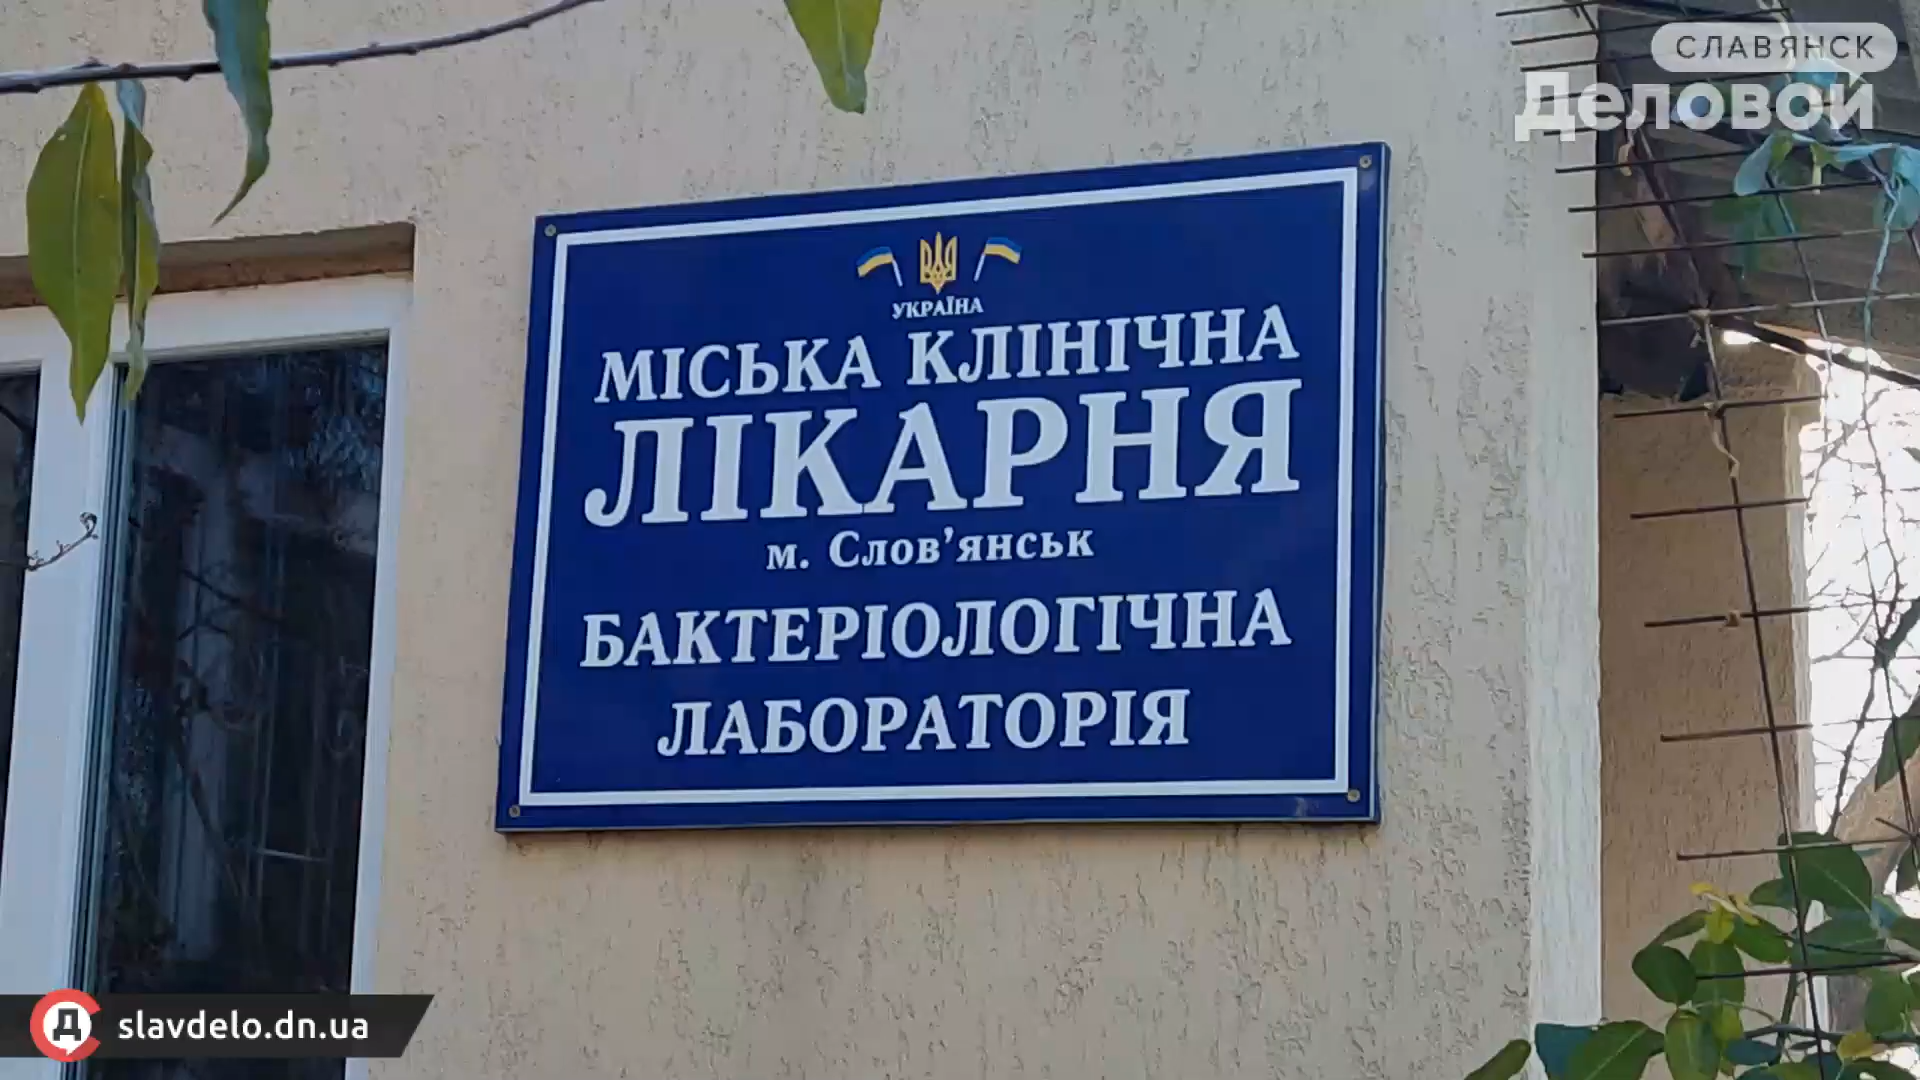 СЛАВЯНСК
Деловой
УКРАЇНА
МІСЬКА КЛІНІЧНА
ЛІКАРНЯ
м. Слов’янськ
БАКТЕРІОЛОГІЧНА
ЛАБОРАТОРІЯ
Д slavdelo.dn.ua